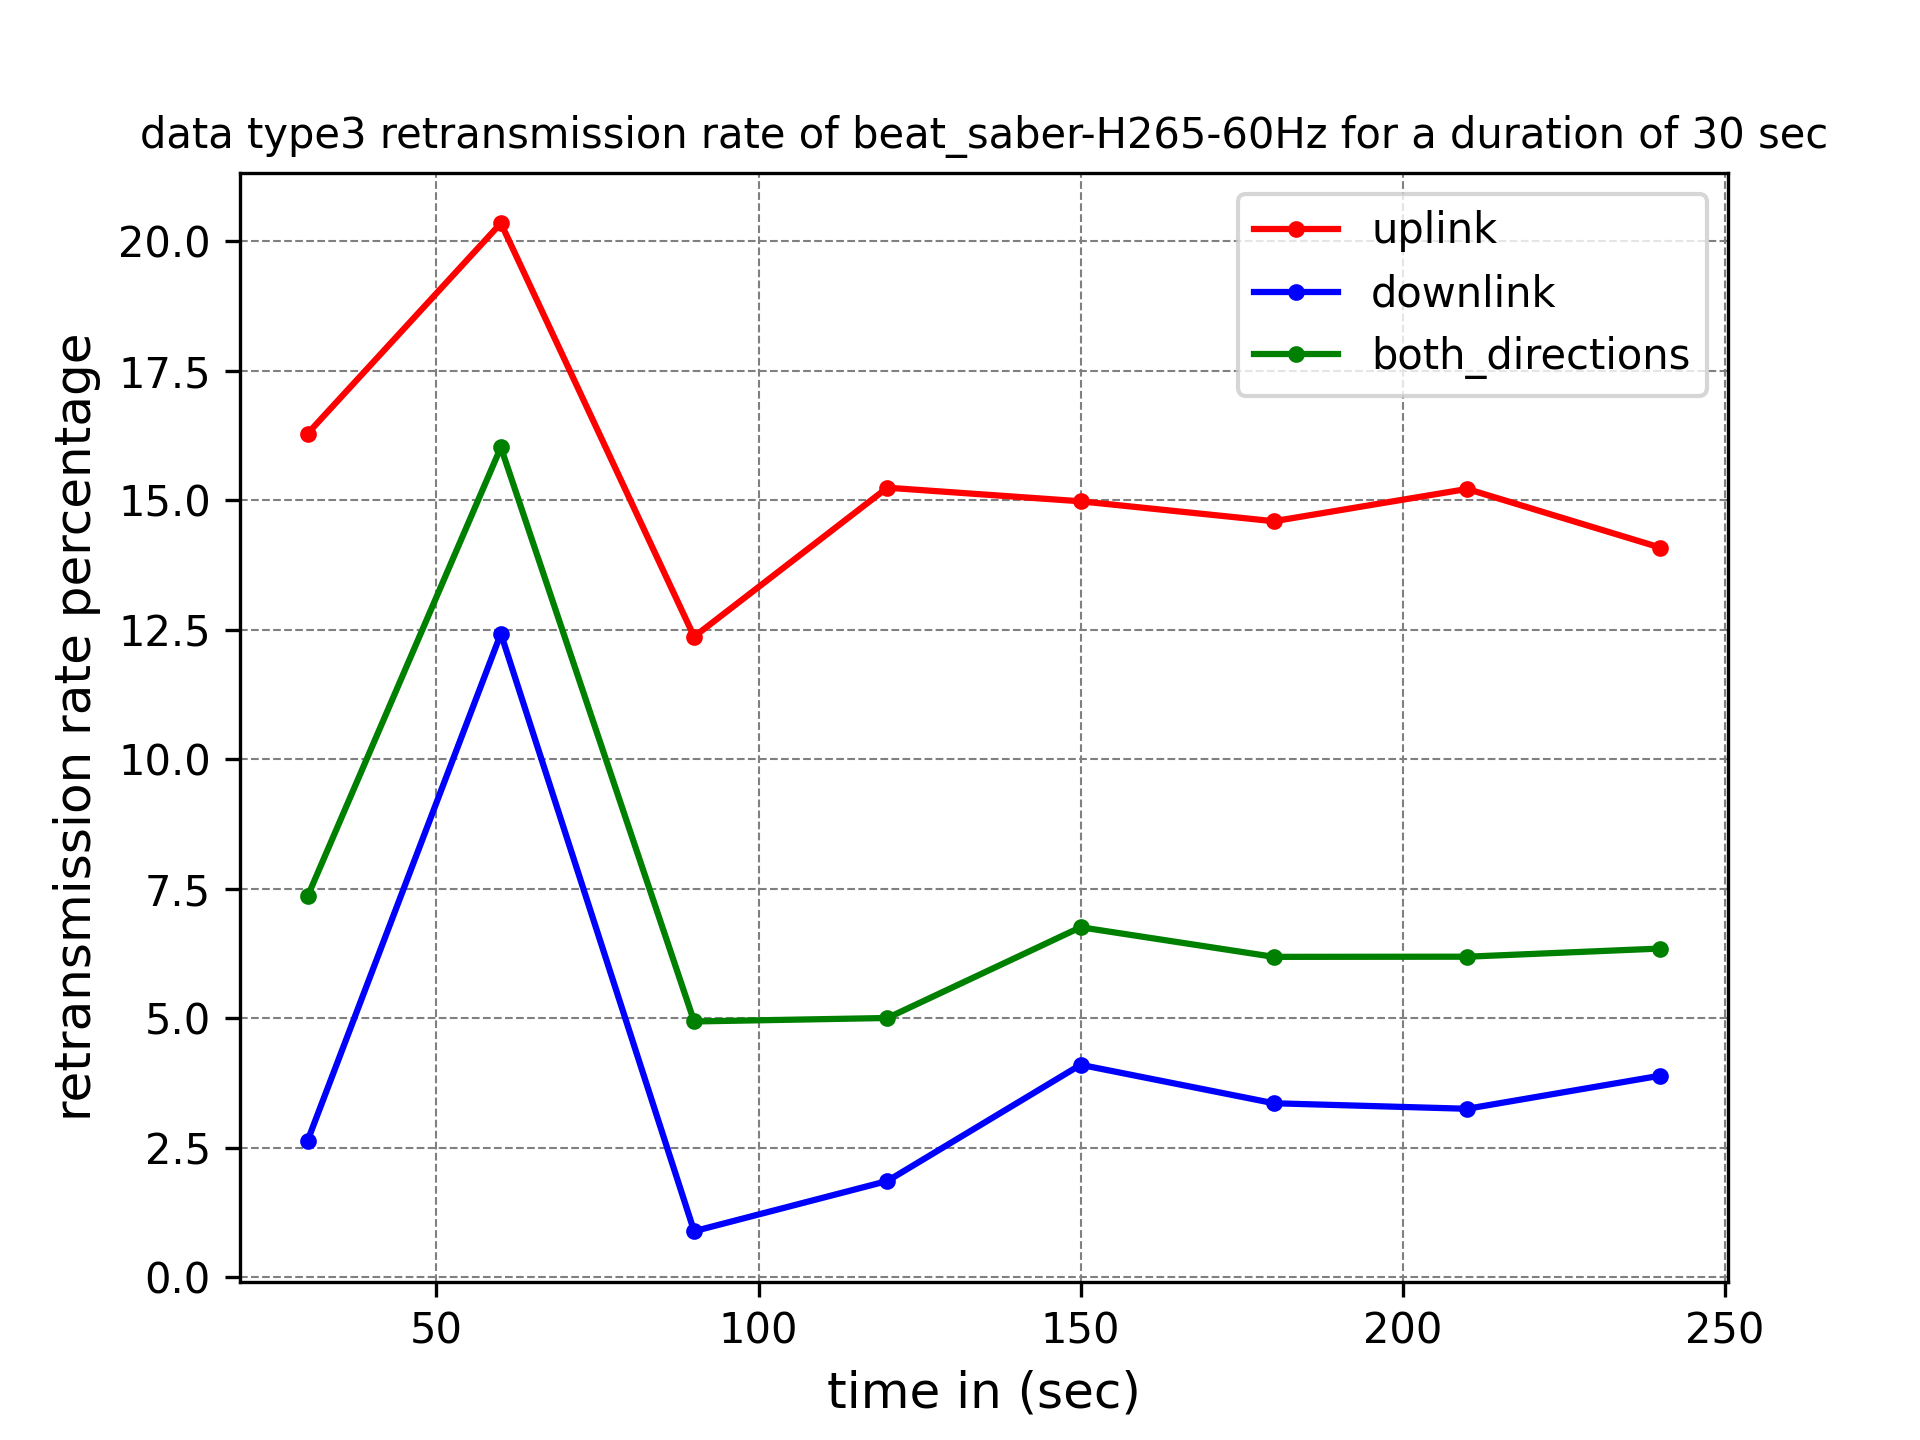 data type3 retransmission rate of beat_saber-H265-60Hz for a duration of 30 sec
uplink
downlink
both_directions
retransmission rate percentage
20.0
17.5
15.0
12.5
10.0
7.5
5.0
2.5
0.0
50 100 150 200 250
time in (sec)